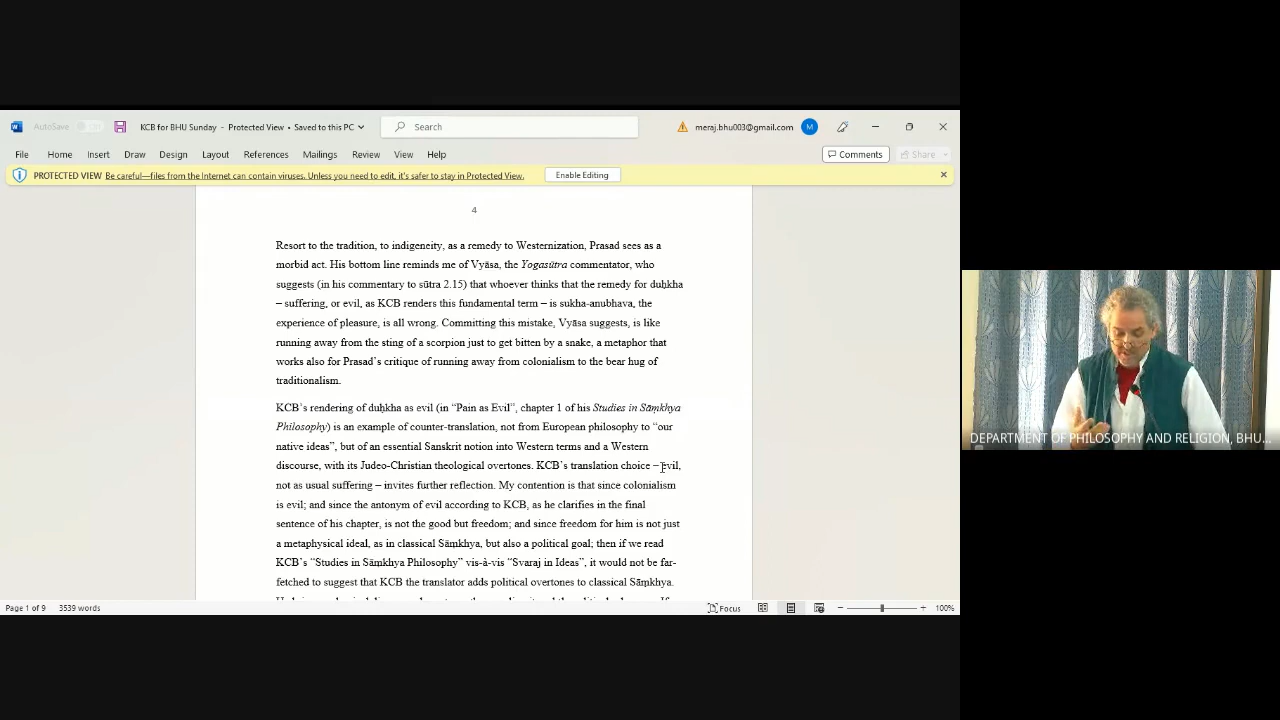 AutoSave
KCB for BHU Sunday - Protected View • Saved to this PC
Search
meraj.bhu003@gmail.com
M
File Home Insert Draw Design Layout References Mailings Review View Help
Comments
Share
PROTECTED VIEW Be careful—files from the Internet can contain viruses. Unless you need to edit, it's safer to stay in Protected View.
Enable Editing
4
Resort to the tradition, to indigeneity, as a remedy to Westernization, Prasad sees as a
morbid act. His bottom line reminds me of Vyāsa, the Yogasūtra commentator, who
suggests (in his commentary to sūtra 2.15) that whoever thinks that the remedy for duḥkha
– suffering, or evil, as KCB renders this fundamental term – is sukha-anubhava, the
experience of pleasure, is all wrong. Committing this mistake, Vyāsa suggests, is like
running away from the sting of a scorpion just to get bitten by a snake, a metaphor that
works also for Prasad's critique of running away from colonialism to the bear hug of
traditionalism.
KCB's rendering of duḥkha as evil (in “Pain as Evil”, chapter 1 of his Studies in Sāṃkhya
Philosophy) is an example of counter-translation, not from European philosophy to “our
native ideas”, but of an essential Sanskrit notion into Western terms and a Western
discourse, with its Judeo-Christian theological overtones. KCB's translation choice – evil,
not as usual suffering – invites further reflection. My contention is that since colonialism
is evil; and since the antonym of evil according to KCB, as he clarifies in the final
sentence of his chapter, is not the good but freedom; and since freedom for him is not just
a metaphysical ideal, as in classical Sāṃkhya, but also a political goal; then if we read
KCB's “Studies in Sāṃkhya Philosophy” vis-à-vis “Svaraj in Ideas”, it would not be far-
fetched to suggest that KCB the translator adds political overtones to classical Sāṃkhya.
Page 1 of 9 3539 words
Focus
100%
DEPARTMENT OF PHILOSOPHY AND RELIGION, BHU...